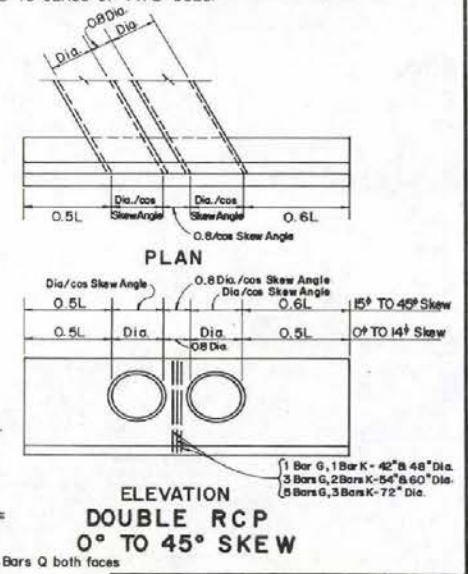 0.8 Dia.
Dia.
Dia.
Dia./cos
Skew Angle
Dia./cos
Skew Angle
0.5L
0.6L
0.8/cos Skew Angle
PLAN
Dia/cos Skew Angle
0.8 Dia./cos Skew Angle
Dia/cos Skew Angle
0.5L
0.6L
15° TO 45° Skew
0.5L
Dia.
Dia.
0.5L
0° TO 14° Skew
0.8 Dia.
1 Bar G, 1 Bar K - 42" & 48" Dia.
3 Bars G, 2 Bars K - 54" & 60" Dia.
5 Bars G, 3 Bars K - 72" Dia.
ELEVATION
DOUBLE RCP
0° TO 45° SKEW
Bars Q both faces